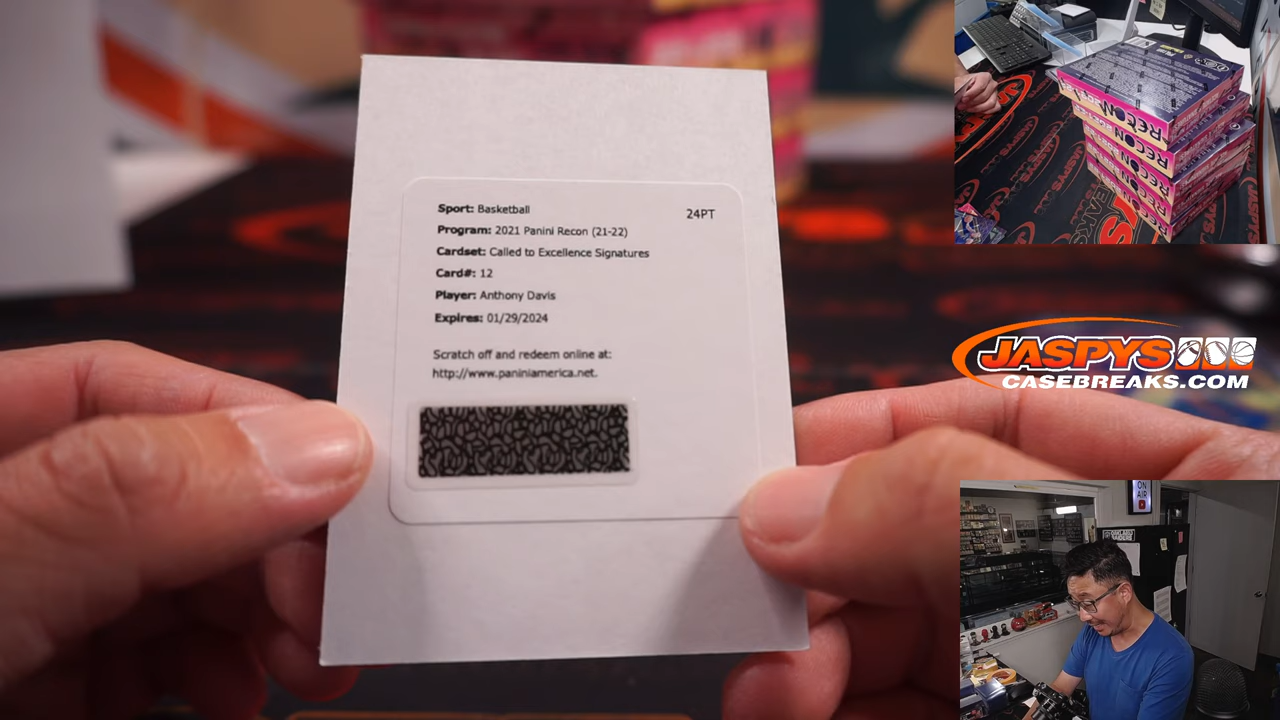 Sport: Basketball
24PT
Program: 2021 Panini Recon (21-22)
Cardset: Called to Excellence Signatures
Card#: 12
Player: Anthony Davis
Expires: 01/29/2024
Scratch off and redeem online at:
http://www.paniniamerica.net.
RECON
RECON
RECON
RECON
JASPYS
CASEBREAKS.COM
ON
AIR